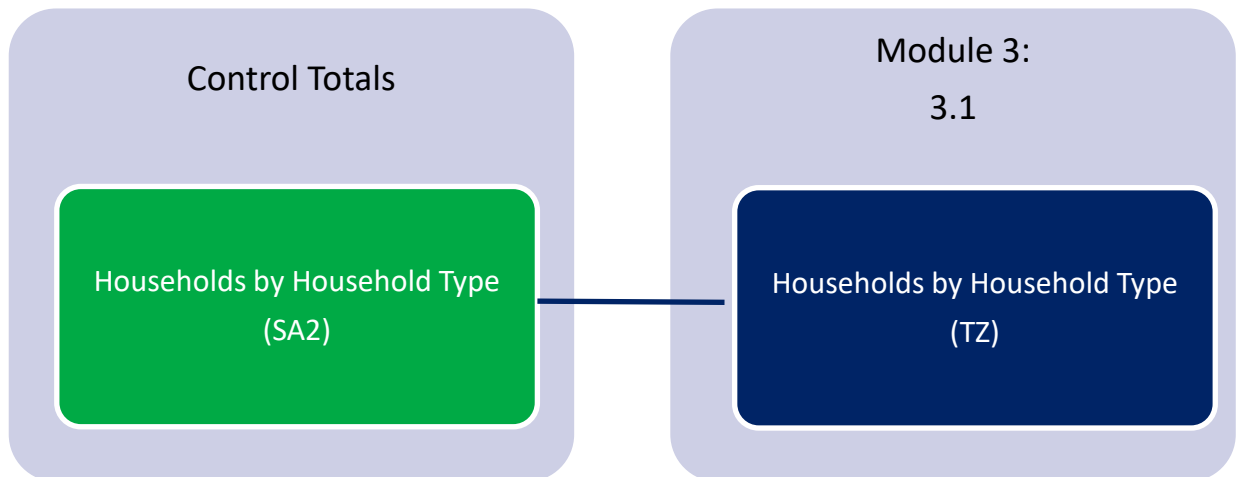 Control Totals
Households by Household Type
(SA2)
Module 3:
3.1
Households by Household Type
(TZ)